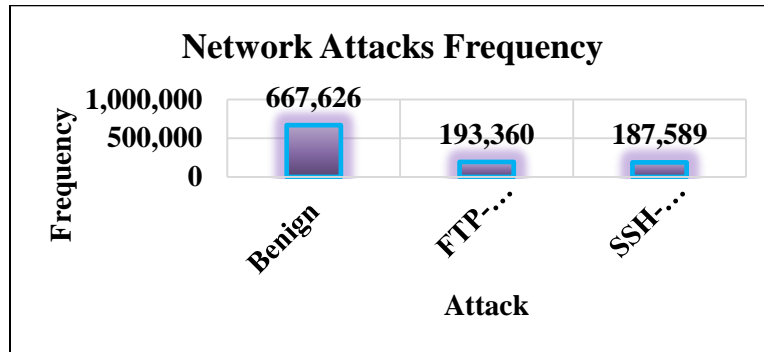 Network Attacks Frequency
Frequency
1,000,000
500,000
0
667,626
193,360
187,589
Benign
FTP-...
SSH-...
Attack